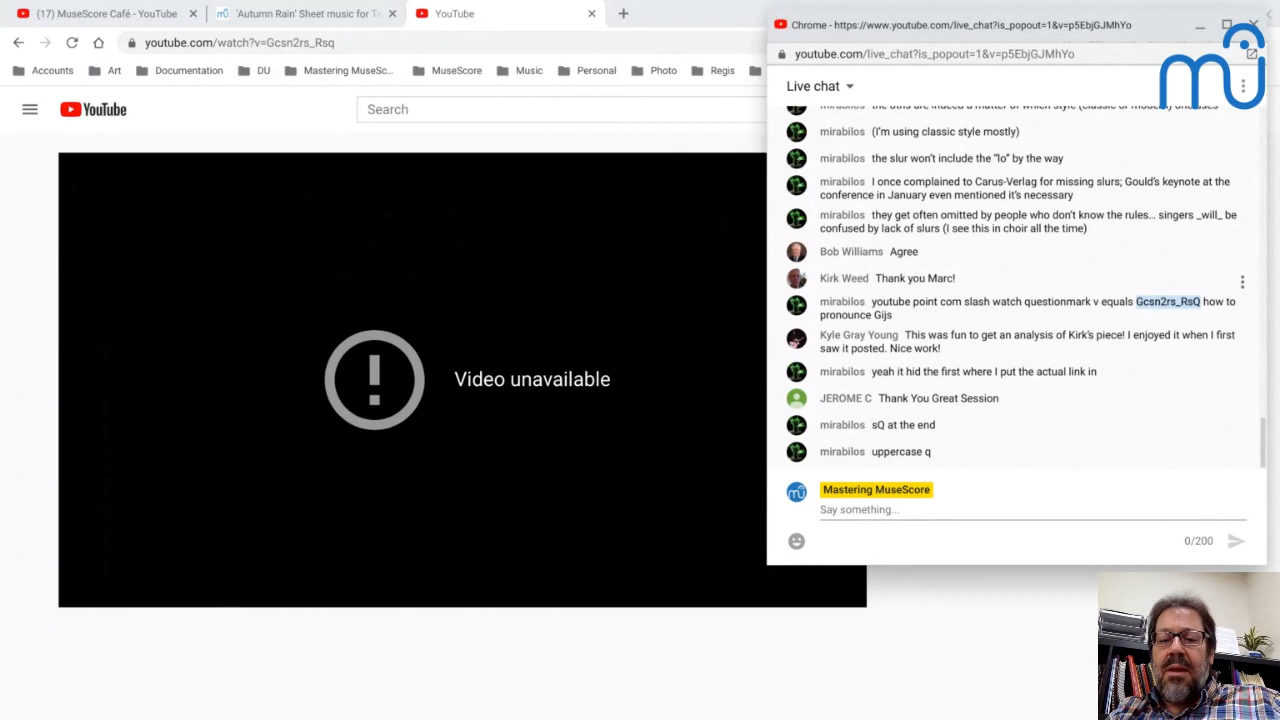 (17) MuseScore Café - YouTube
'Autumn Rain' Sheet music for Te
YouTube
Chrome - https://www.youtube.com/live_chat?is_popout=1&v=p5EbjGJMhYo
youtube.com/watch?v=Gcsn2rs_Rsq
youtube.com/live_chat?is_popout=1&v=p5EbjGJMhYo
Accounts
Art
Documentation
DU
Mastering MuseSc...
MuseScore
Music
Personal
Photo
Regis
Live chat
YouTube
Search
mirabilos (I'm using classic style mostly)
mirabilos the slur won't include the “lo” by the way
mirabilos I once complained to Carus-Verlag for missing slurs; Gould's keynote at the
conference in January even mentioned it's necessary
mirabilos they get often omitted by people who don't know the rules… singers _will_ be
confused by lack of slurs (I see this in choir all the time)
Bob Williams Agree
Kirk Weed Thank you Marc!
mirabilos youtube point com slash watch questionmark v equals Gcsn2rs_RsQ how to
pronounce Gijs
Kyle Gray Young This was fun to get an analysis of Kirk's piece! I enjoyed it when I first
saw it posted. Nice work!
mirabilos yeah it hid the first where I put the actual link in
JEROME C Thank You Great Session
mirabilos sQ at the end
mirabilos uppercase q
Mastering MuseScore
Say something...
0/200
Video unavailable